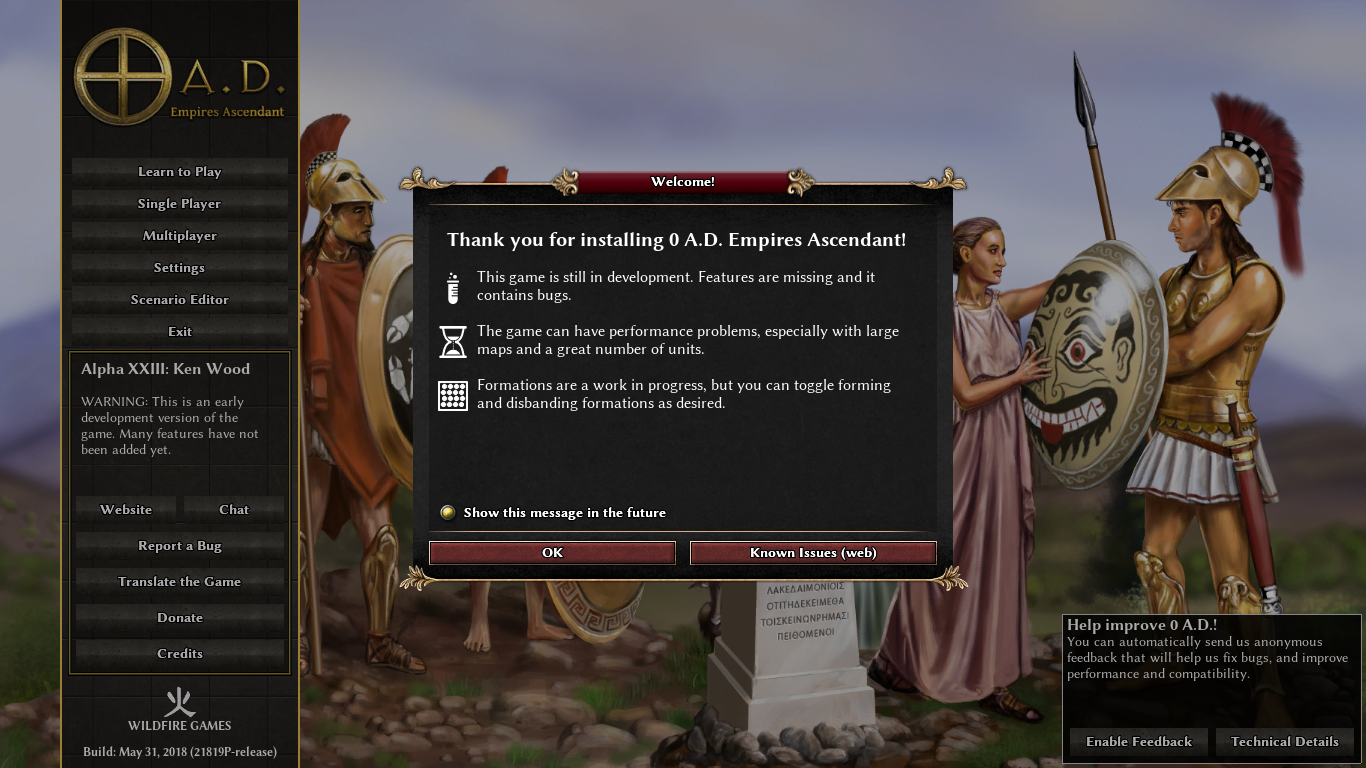 A.D.
Empires Ascendant
Learn to Play
Single Player
Multiplayer
Settings
Scenario Editor
Exit
Alpha XXIII: Ken Wood
WARNING: This is an early
development version of the
game. Many features have not
been added yet.
Website
Chat
Report a Bug
Translate the Game
Donate
Credits
WILDFIRE GAMES
Build: May 31, 2018 (21819P-release)
Welcome!
Thank you for installing 0 A.D. Empires Ascendant!
This game is still in development. Features are missing and it
contains bugs.
The game can have performance problems, especially with large
maps and a great number of units.
Formations are a work in progress, but you can toggle forming
and disbanding formations as desired.
Show this message in the future
OK
Known Issues (web)
ΛΑΚΕΔΑΙΜΟΝΙΟΙΣ
ΟΤΙΤΗΔΕΚΕΙΜΕΘΑ
ΤΟΙΣΚΕΙΝΩΝΡΗΜΑΣΙ
ΠΕΙΘΟΜΕΝΟΙ
Help improve 0 A.D.!
You can automatically send us anonymous
feedback that will help us fix bugs, and improve
performance and compatibility.
Enable Feedback
Technical Details